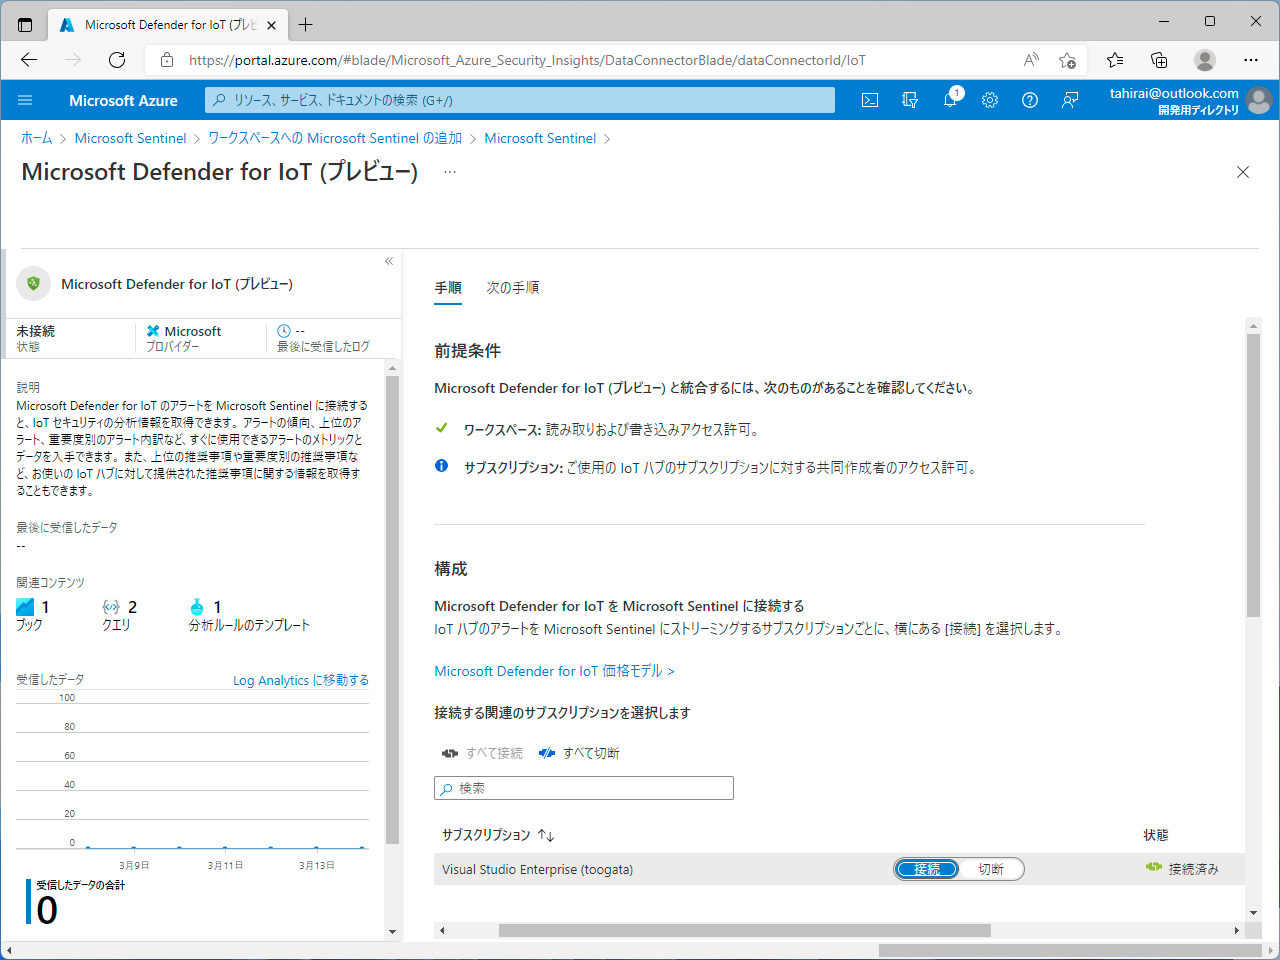 Microsoft Defender for IoT (プレビ
https://portal.azure.com/#blade/Microsoft_Azure_Security_Insights/DataConnectorBlade/dataConnectorId/IoT
Microsoft Azure
リソース、サービス、ドキュメントの検索 (G+/)
1
tahirai@outlook.com
開発用ディレクトリ
ホーム > Microsoft Sentinel > ワークスペースへの Microsoft Sentinel の追加 > Microsoft Sentinel >
Microsoft Defender for IoT (プレビュー) ...
Microsoft Defender for IoT (プレビュー)
未接続
状態
Microsoft
プロバイダー
--
最後に受信したログ
説明
Microsoft Defender for IoT のアラートを Microsoft Sentinel に接続する
と、IoT セキュリティの分析情報を取得できます。アラートの傾向、上位のア
ラート、重要度別のアラート内訳など、すぐに使用できるアラートのメトリックと
データを入手できます。また、上位の推奨事項や重要度別の推奨事項な
ど、お使いの IoT ハブに対して提供された推奨事項に関する情報を取得す
ることもできます。
最後に受信したデータ
--
関連コンテンツ
1
ブック
2
クエリ
1
分析ルールのテンプレート
受信したデータ
Log Analytics に移動する
100
80
60
40
20
0
3月9日
3月11日
3月13日
受信したデータの合計
0
手順
次の手順
前提条件
Microsoft Defender for IoT (プレビュー) と統合するには、次のものがあることを確認してください。
ワークスペース: 読み取りおよび書き込みアクセス許可。
サブスクリプション: ご使用の IoT ハブのサブスクリプションに対する共同作成者のアクセス許可。
構成
Microsoft Defender for IoT を Microsoft Sentinel に接続する
IoT ハブのアラートを Microsoft Sentinel にストリーミングするサブスクリプションごとに、横にある [接続] を選択します。
Microsoft Defender for IoT 価格モデル >
接続する関連のサブスクリプションを選択します
すべて接続
すべて切断
検索
サブスクリプション ↑↓
状態
Visual Studio Enterprise (toogata)
接続
切断
接続済み